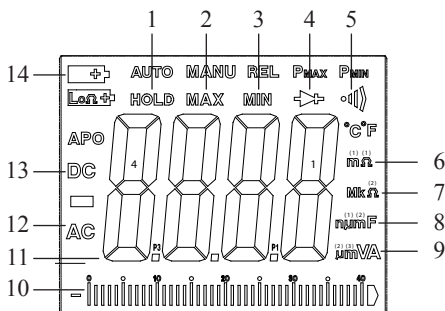 1 2 3 4 5
14 + AUTO MANU REL PMAX PMIN
LoΩ + HOLD MAX MIN
°C°F
APO
4 1
(1) (1)
mΩ 6
13 DC
(2)
MkΩ 7
(1) (2)
nμmF 8
12 AC
(2) (3)
μmVA 9
11 P3 P1
0 10 20 30 40
10 -